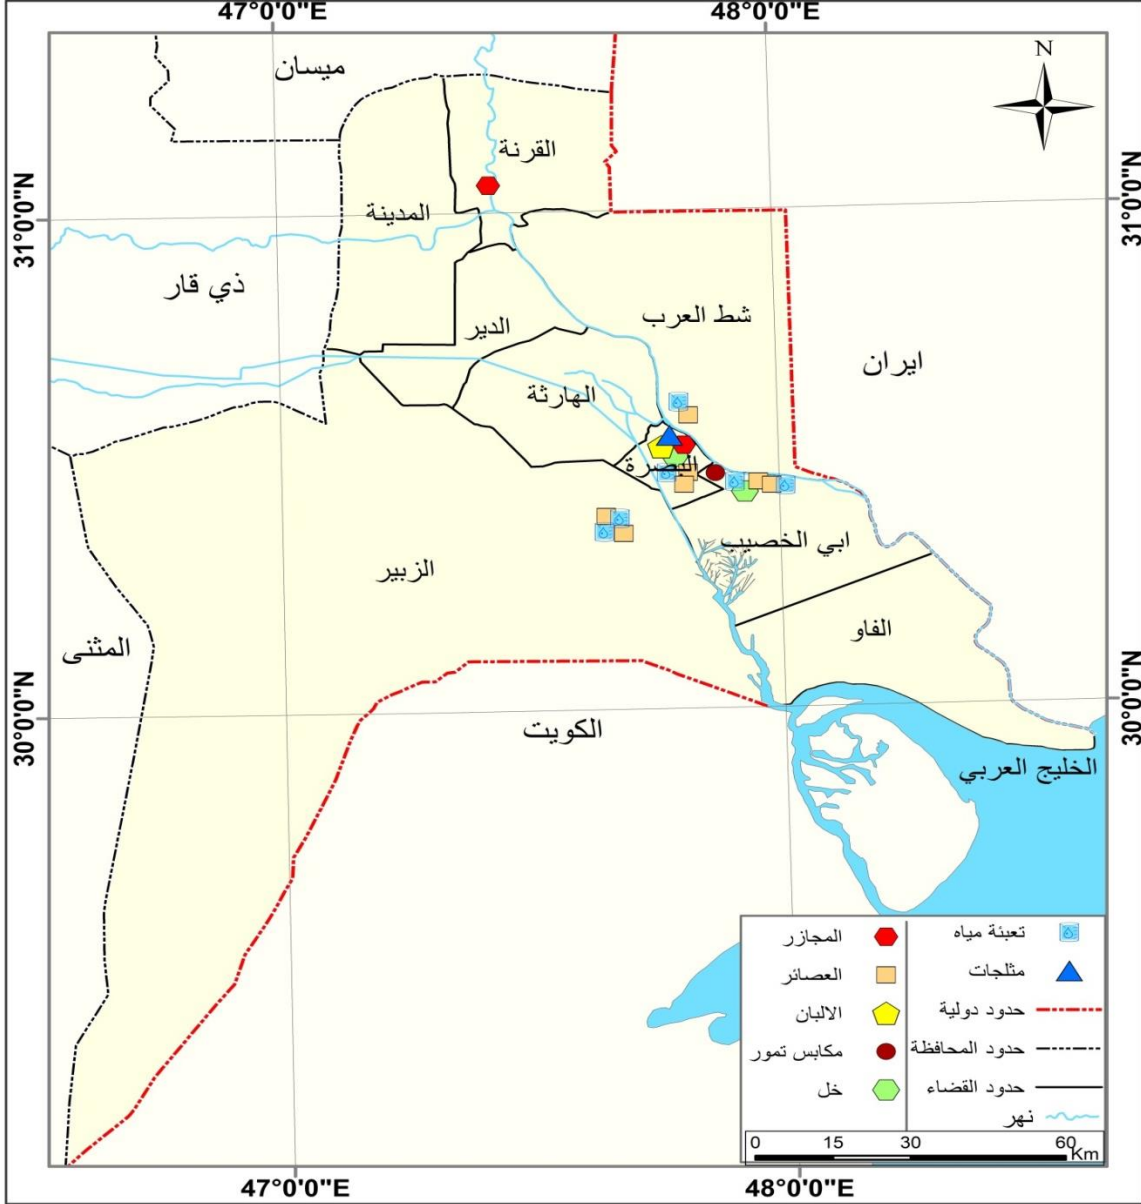 47°0'0"E 48°0'0"E
ميسان
N
القرنة
31°0'0"N
31°0'0"N
المدينة
ذي قار
شط العرب
الدير
ايران
الهارثة
البصرة
ابي الخصيب
الزبير
الفاو
المثنى
30°0'0"N
30°0'0"N
الكويت
الخليج العربي
تعبئة مياه
مثلجات
حدود دولية
حدود المحافظة
حدود القضاء
نهر
المجازر
العصائر
الالبان
مكابس تمور
خل
0 15 30 60
Km
47°0'0"E 48°0'0"E